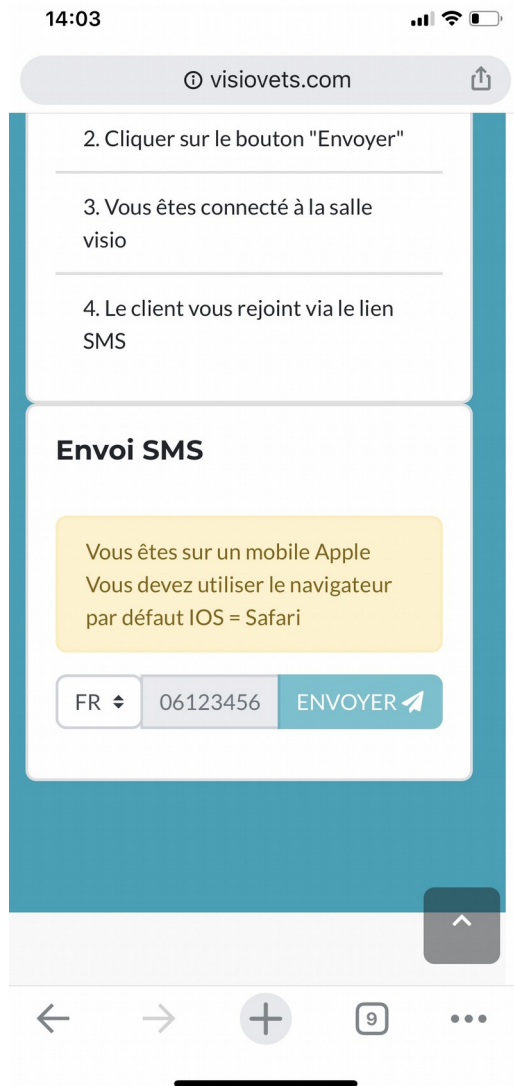 14:03
visiovets.com
2. Cliquer sur le bouton "Envoyer"
3. Vous êtes connecté à la salle
visio
4. Le client vous rejoint via le lien
SMS
Envoi SMS
Vous êtes sur un mobile Apple
Vous devez utiliser le navigateur
par défaut IOS = Safari
FR 06123456 ENVOYER
9